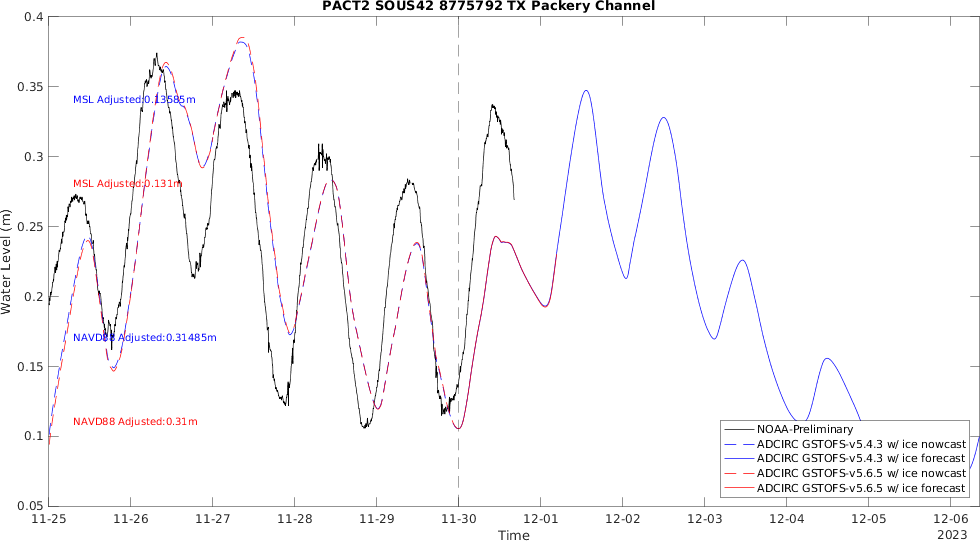 PACT2 SOUS42 8775792 TX Packery Channel
Water Level (m)
0.4
0.35
0.3
0.25
0.2
0.15
0.1
0.05
MSL Adjusted:0.13585m
MSL Adjusted:0.131m
NAVD88 Adjusted:0.31485m
NAVD88 Adjusted:0.31m
NOAA-Preliminary
ADCIRC GSTOFS-v5.4.3 w/ ice nowcast
ADCIRC GSTOFS-v5.4.3 w/ ice forecast
ADCIRC GSTOFS-v5.6.5 w/ ice nowcast
ADCIRC GSTOFS-v5.6.5 w/ ice forecast
11-25 11-26 11-27 11-28 11-29 11-30 12-01 12-02 12-03 12-04 12-05 12-06
Time
2023